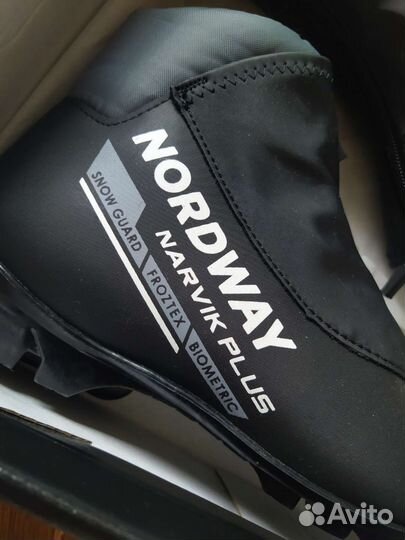 NORDWAY
NARVIK PLUS
SNOW GUARD FROZTEX BIOMETRIC
Avito